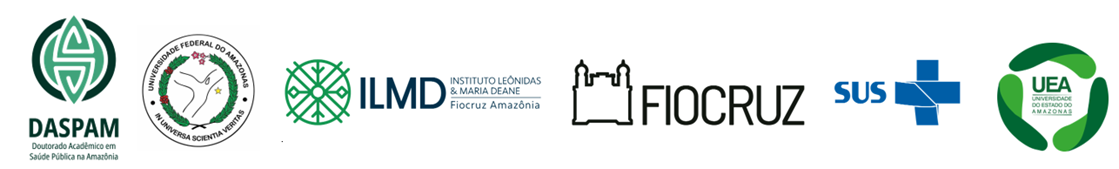 DASPAM
Doutorado Acadêmico em
Saúde Pública na Amazônia
UNIVERSIDADE FEDERAL DO AMAZONAS
IN UNIVERSA SCIENTIA VERITAS
ILMD
INSTITUTO LEÔNIDAS
& MARIA DEANE
Fiocruz Amazônia
FIOCRUZ
SUS
UEA
UNIVERSIDADE
DO ESTADO DO
AMAZONAS